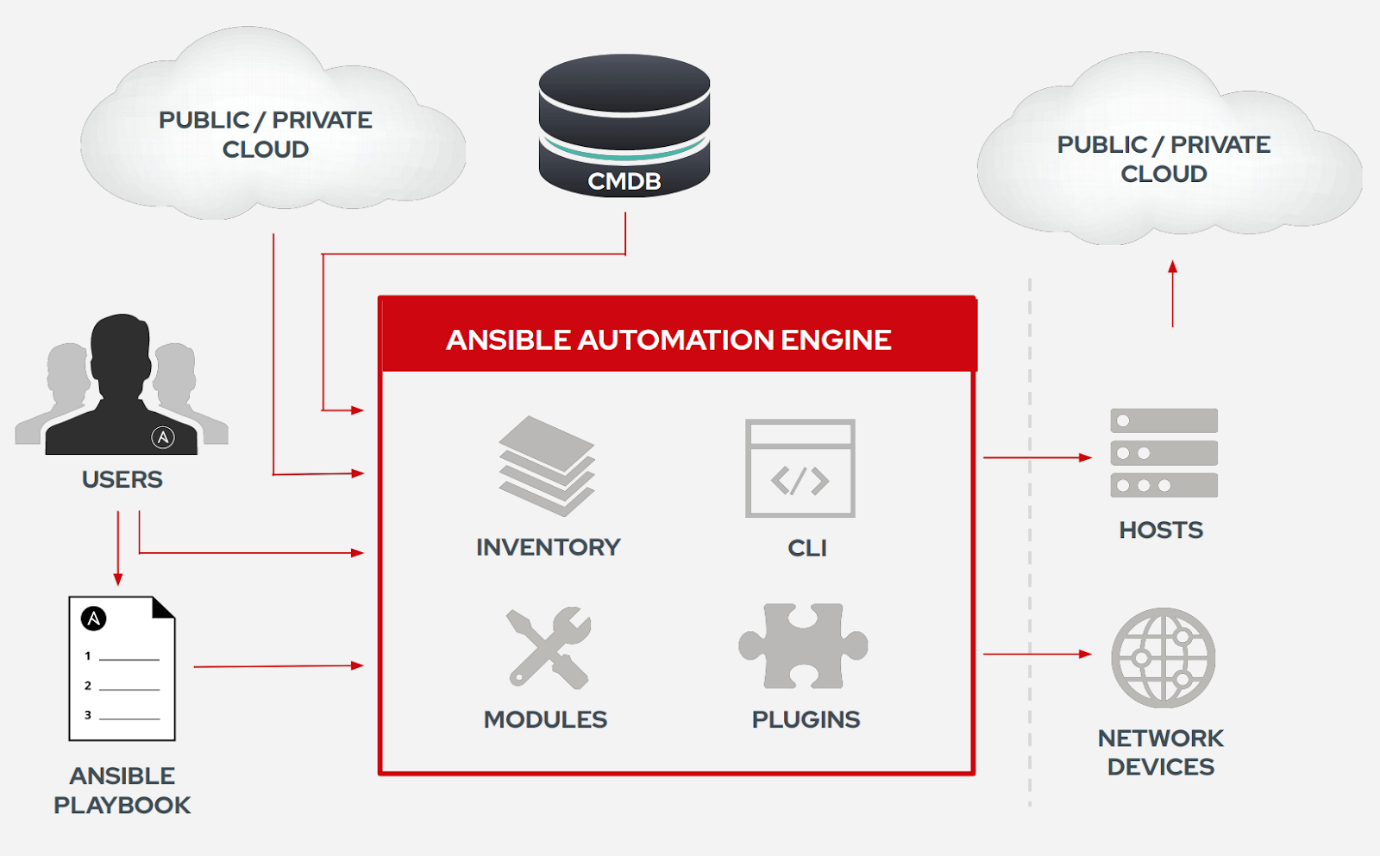 PUBLIC / PRIVATE
CLOUD
CMDB
PUBLIC / PRIVATE
CLOUD
ANSIBLE AUTOMATION ENGINE
USERS
INVENTORY
CLI
HOSTS
1
2
3
MODULES
PLUGINS
NETWORK
DEVICES
ANSIBLE
PLAYBOOK